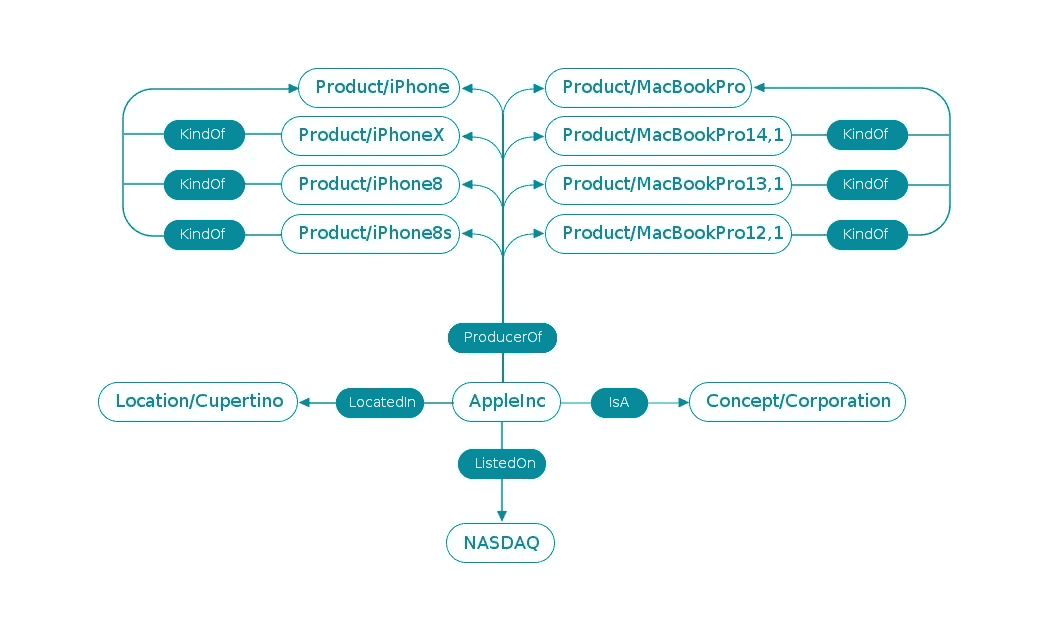 Product/iPhone
Product/MacBookPro
KindOf
Product/iPhoneX
Product/MacBookPro14,1
KindOf
KindOf
Product/iPhone8
Product/MacBookPro13,1
KindOf
KindOf
Product/iPhone8s
Product/MacBookPro12,1
KindOf
ProducerOf
Location/Cupertino
LocatedIn
AppleInc
IsA
Concept/Corporation
ListedOn
NASDAQ